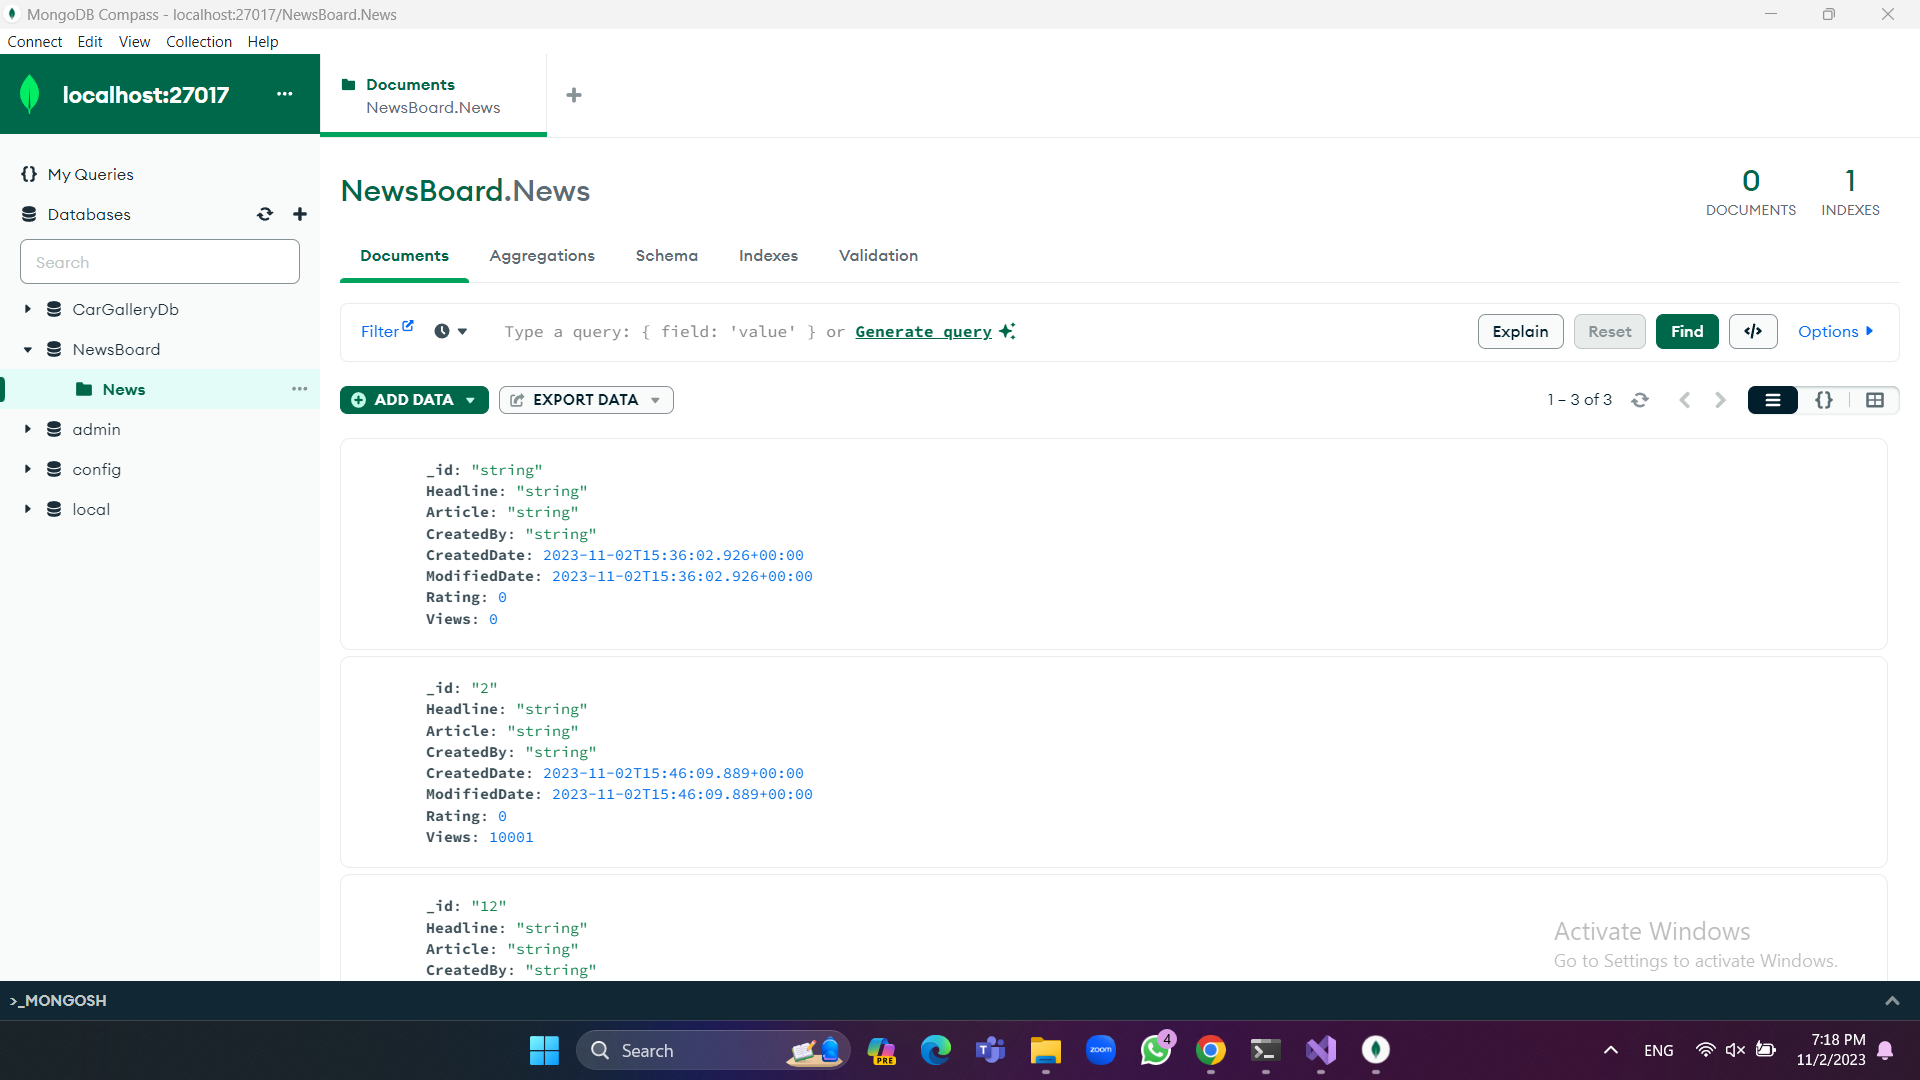 MongoDB Compass - localhost:27017/NewsBoard.News
Connect Edit View Collection Help
localhost:27017 ...
Documents
NewsBoard.News
{} My Queries
Databases
Search
CarGalleryDb
NewsBoard
News
admin
config
local
NewsBoard.News
0
DOCUMENTS
1
INDEXES
Documents Aggregations Schema Indexes Validation
Filter Type a query: { field: 'value' } or Generate query Explain Reset Find </> Options
ADD DATA EXPORT DATA 1 – 3 of 3 {}
_id: "string"
Headline: "string"
Article: "string"
CreatedBy: "string"
CreatedDate: 2023-11-02T15:36:02.926+00:00
ModifiedDate: 2023-11-02T15:36:02.926+00:00
Rating: 0
Views: 0
_id: "2"
Headline: "string"
Article: "string"
CreatedBy: "string"
CreatedDate: 2023-11-02T15:46:09.889+00:00
ModifiedDate: 2023-11-02T15:46:09.889+00:00
Rating: 0
Views: 10001
_id: "12"
Headline: "string"
Article: "string"
CreatedBy: "string"
Activate Windows
Go to Settings to activate Windows.
>_MONGOSH
Search
PRE
zoom
4
ENG
7:18 PM
11/2/2023